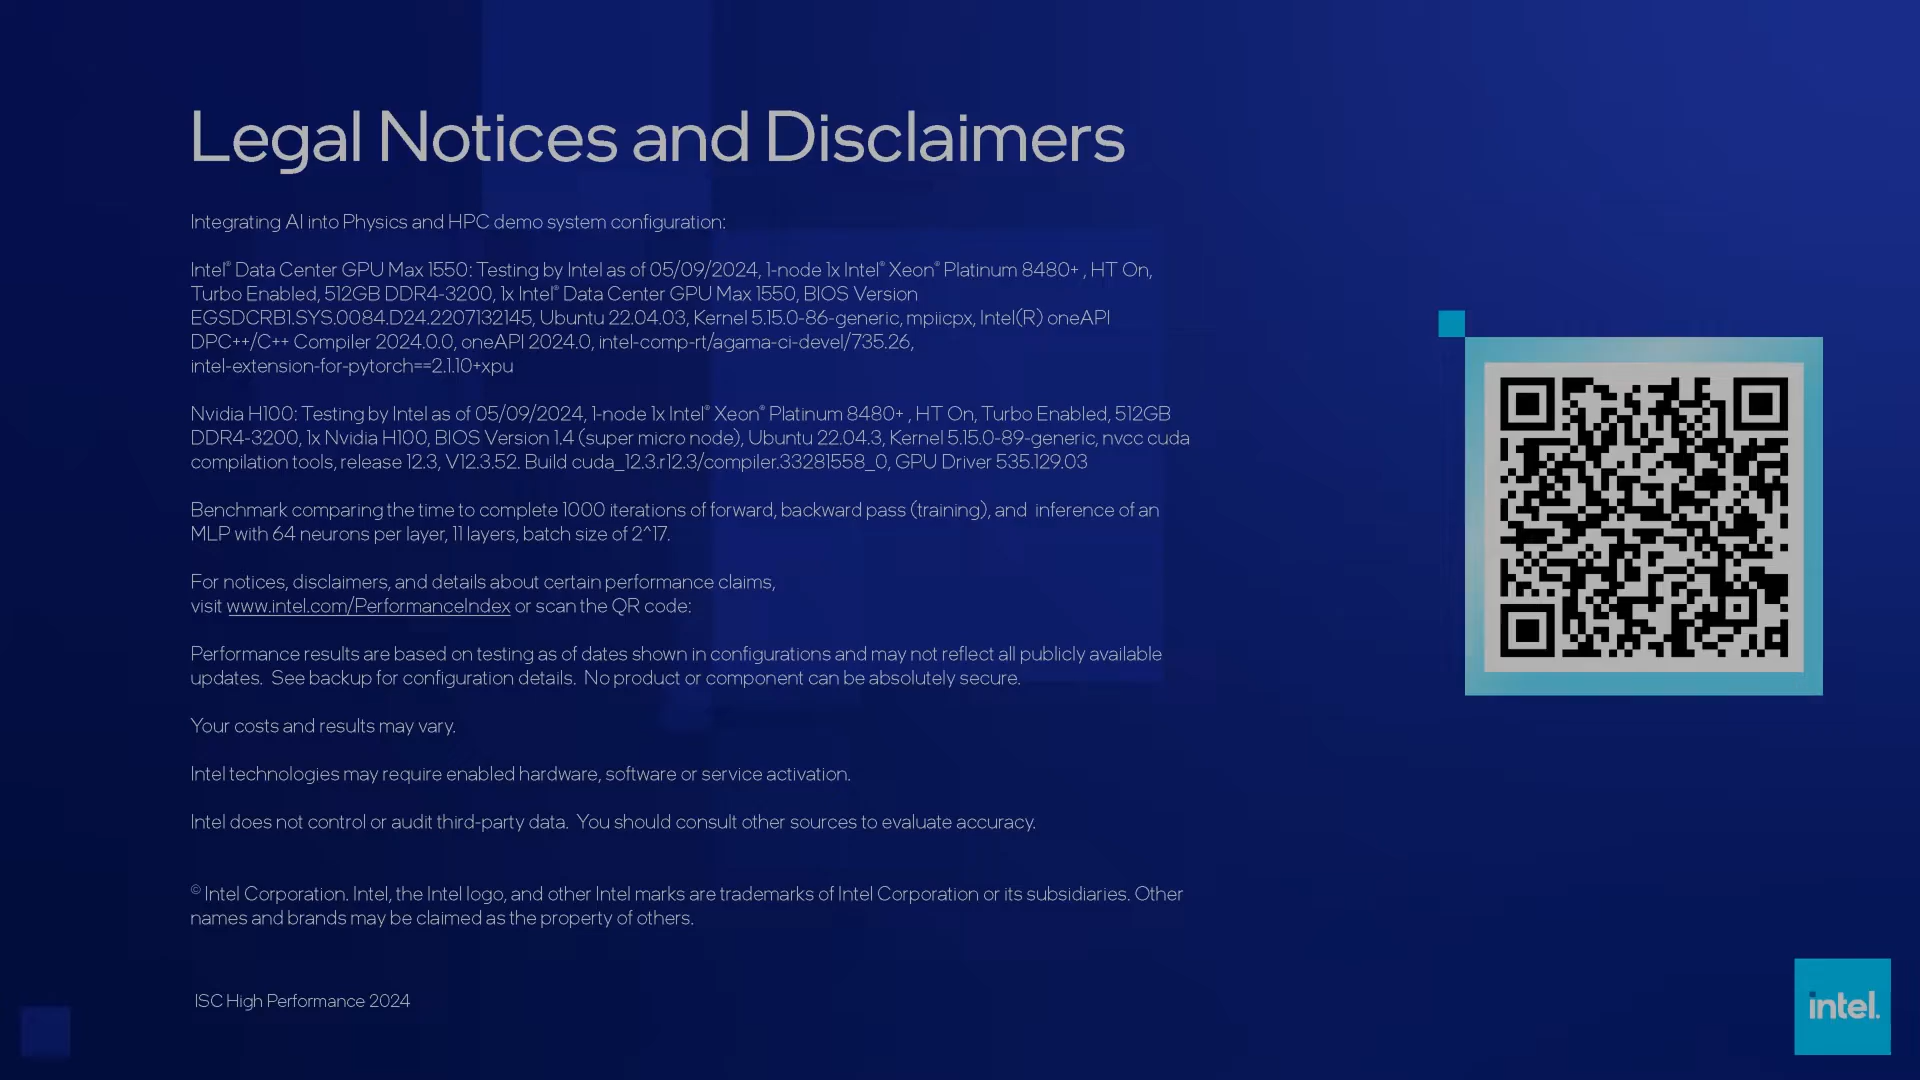 Legal Notices and Disclaimers
Integrating AI into Physics and HPC demo system configuration:
Intel® Data Center GPU Max 1550: Testing by Intel as of 05/09/2024, 1-node 1x Intel® Xeon® Platinum 8480+ , HT On,
Turbo Enabled, 512GB DDR4-3200, 1x Intel® Data Center GPU Max 1550, BIOS Version
EGSDCRB1.SYS.0084.D24.2207132145, Ubuntu 22.04.03, Kernel 5.15.0-86-generic, mpiicpx, Intel(R) oneAPI
DPC++/C++ Compiler 2024.0.0, oneAPI 2024.0, intel-comp-rt/agama-ci-devel/735.26,
intel-extension-for-pytorch==2.1.10+xpu
Nvidia H100: Testing by Intel as of 05/09/2024, 1-node 1x Intel® Xeon® Platinum 8480+ , HT On, Turbo Enabled, 512GB
DDR4-3200, 1x Nvidia H100, BIOS Version 1.4 (super micro node), Ubuntu 22.04.3, Kernel 5.15.0-89-generic, nvcc cuda
compilation tools, release 12.3, V12.3.52. Build cuda_12.3.r12.3/compiler.33281558_0, GPU Driver 535.129.03
Benchmark comparing the time to complete 1000 iterations of forward, backward pass (training), and  inference of an
MLP with 64 neurons per layer, 11 layers, batch size of 2^17.
For notices, disclaimers, and details about certain performance claims,
visit www.intel.com/PerformanceIndex or scan the QR code:
Performance results are based on testing as of dates shown in configurations and may not reflect all publicly available
updates.  See backup for configuration details.  No product or component can be absolutely secure.
Your costs and results may vary.
Intel technologies may require enabled hardware, software or service activation.
Intel does not control or audit third-party data.  You should consult other sources to evaluate accuracy.
© Intel Corporation. Intel, the Intel logo, and other Intel marks are trademarks of Intel Corporation or its subsidiaries. Other
names and brands may be claimed as the property of others.
ISC High Performance 2024
intel.